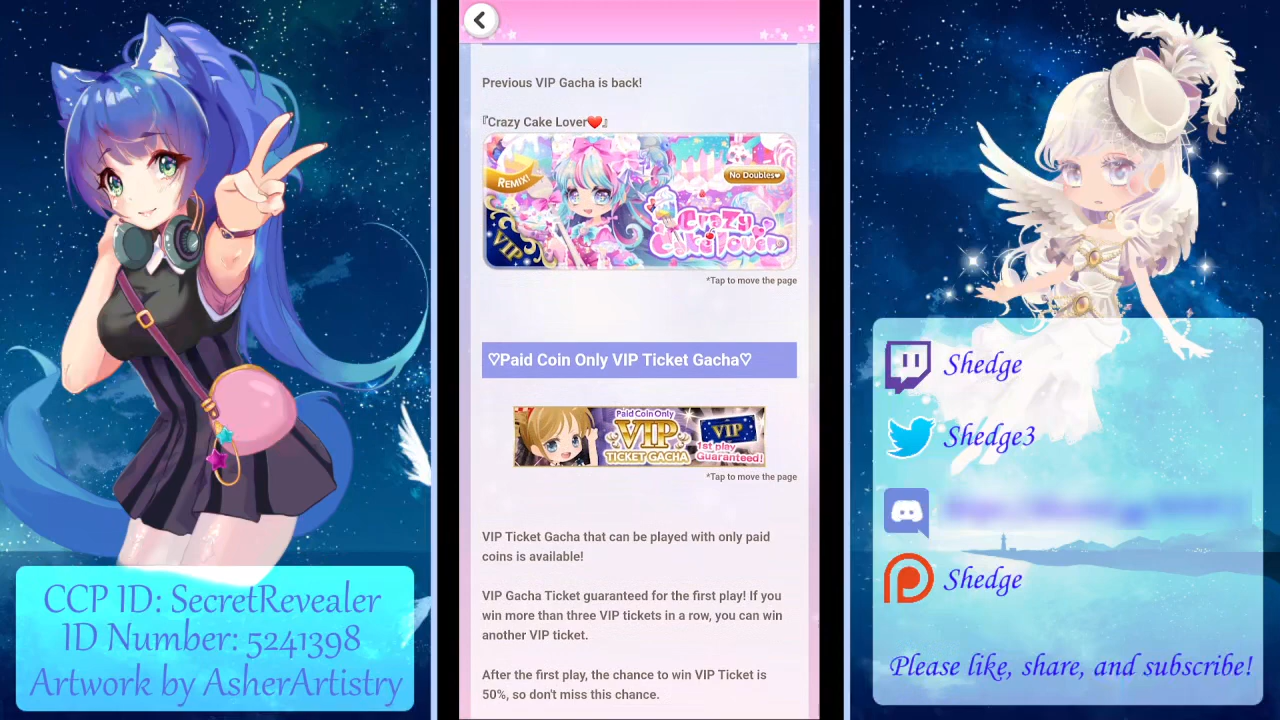 Previous VIP Gacha is back!
『Crazy Cake Lover❤️』
REMIX!
No Doubles♥
VIP
Crazy
Cake lover
*Tap to move the page
♡Paid Coin Only VIP Ticket Gacha♡
Paid Coin Only
VIP
TICKET GACHA
VIP
1st play
Guaranteed!
*Tap to move the page
VIP Ticket Gacha that can be played with only paid
coins is available!
VIP Gacha Ticket guaranteed for the first play! If you
win more than three VIP tickets in a row, you can win
another VIP ticket.
After the first play, the chance to win VIP Ticket is
50%, so don't miss this chance.
CCP ID: SecretRevealer
ID Number: 5241398
Artwork by AsherArtistry
Shedge
Shedge3
Shedge
Please like, share, and subscribe!